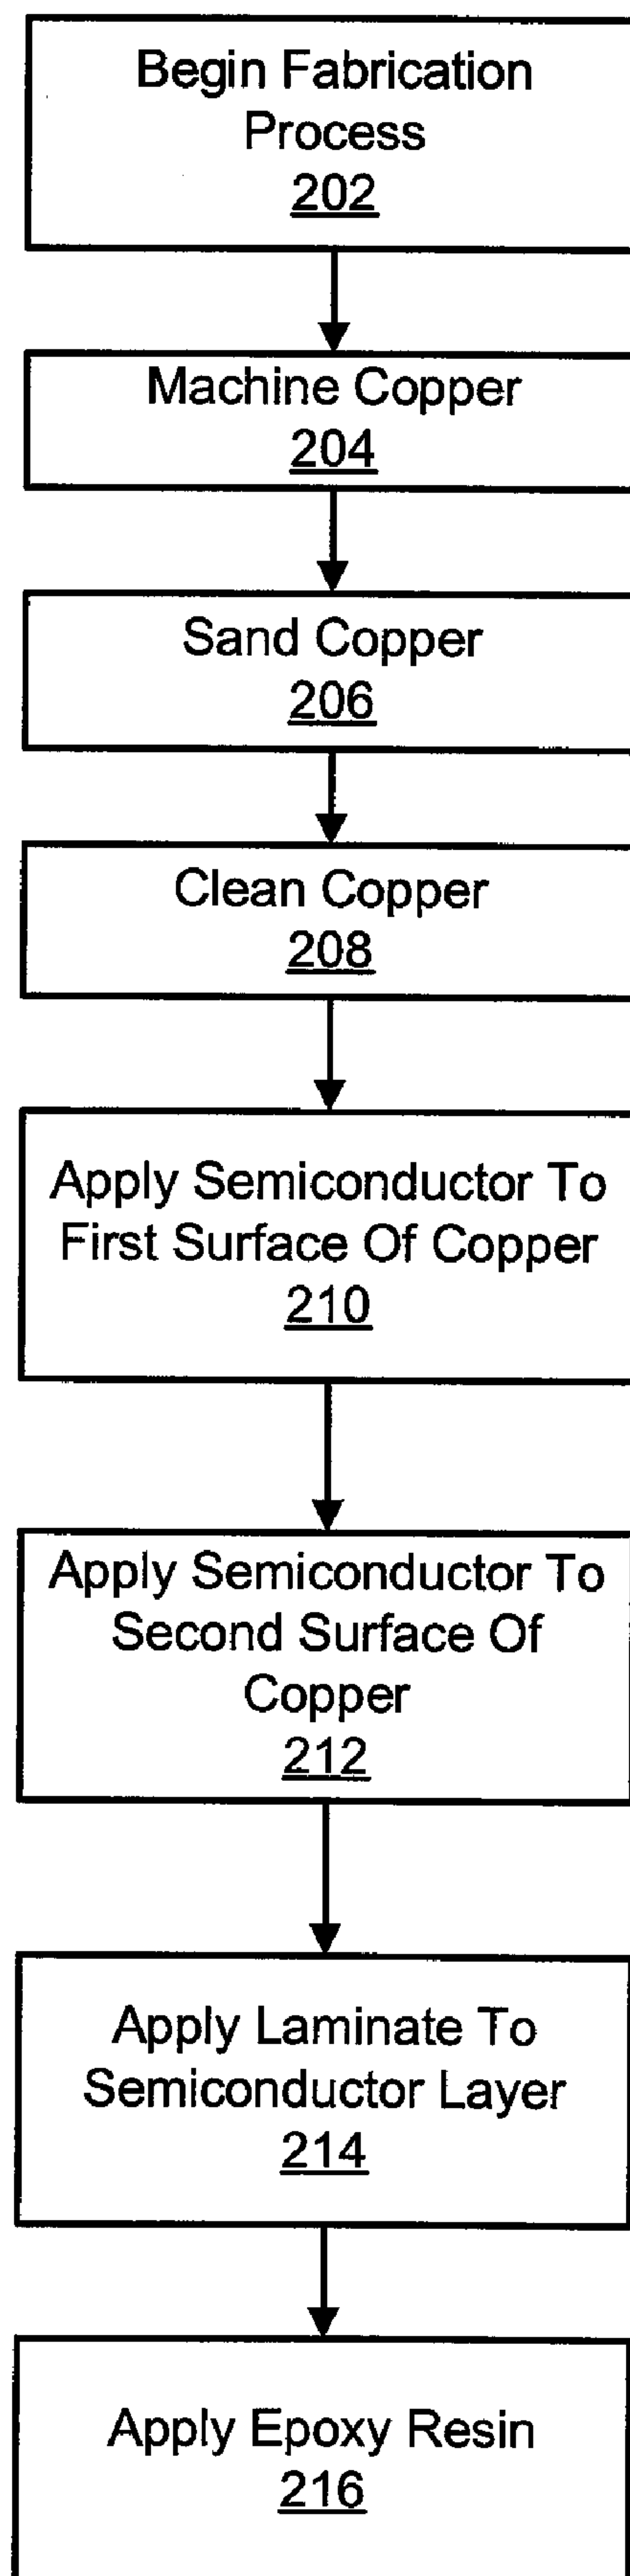 Begin Fabrication
Process
202
Machine Copper
204
Sand Copper
206
Clean Copper
208
Apply Semiconductor To
First Surface Of Copper
210
Apply Semiconductor To
Second Surface Of
Copper
212
Apply Laminate To
Semiconductor Layer
214
Apply Epoxy Resin
216